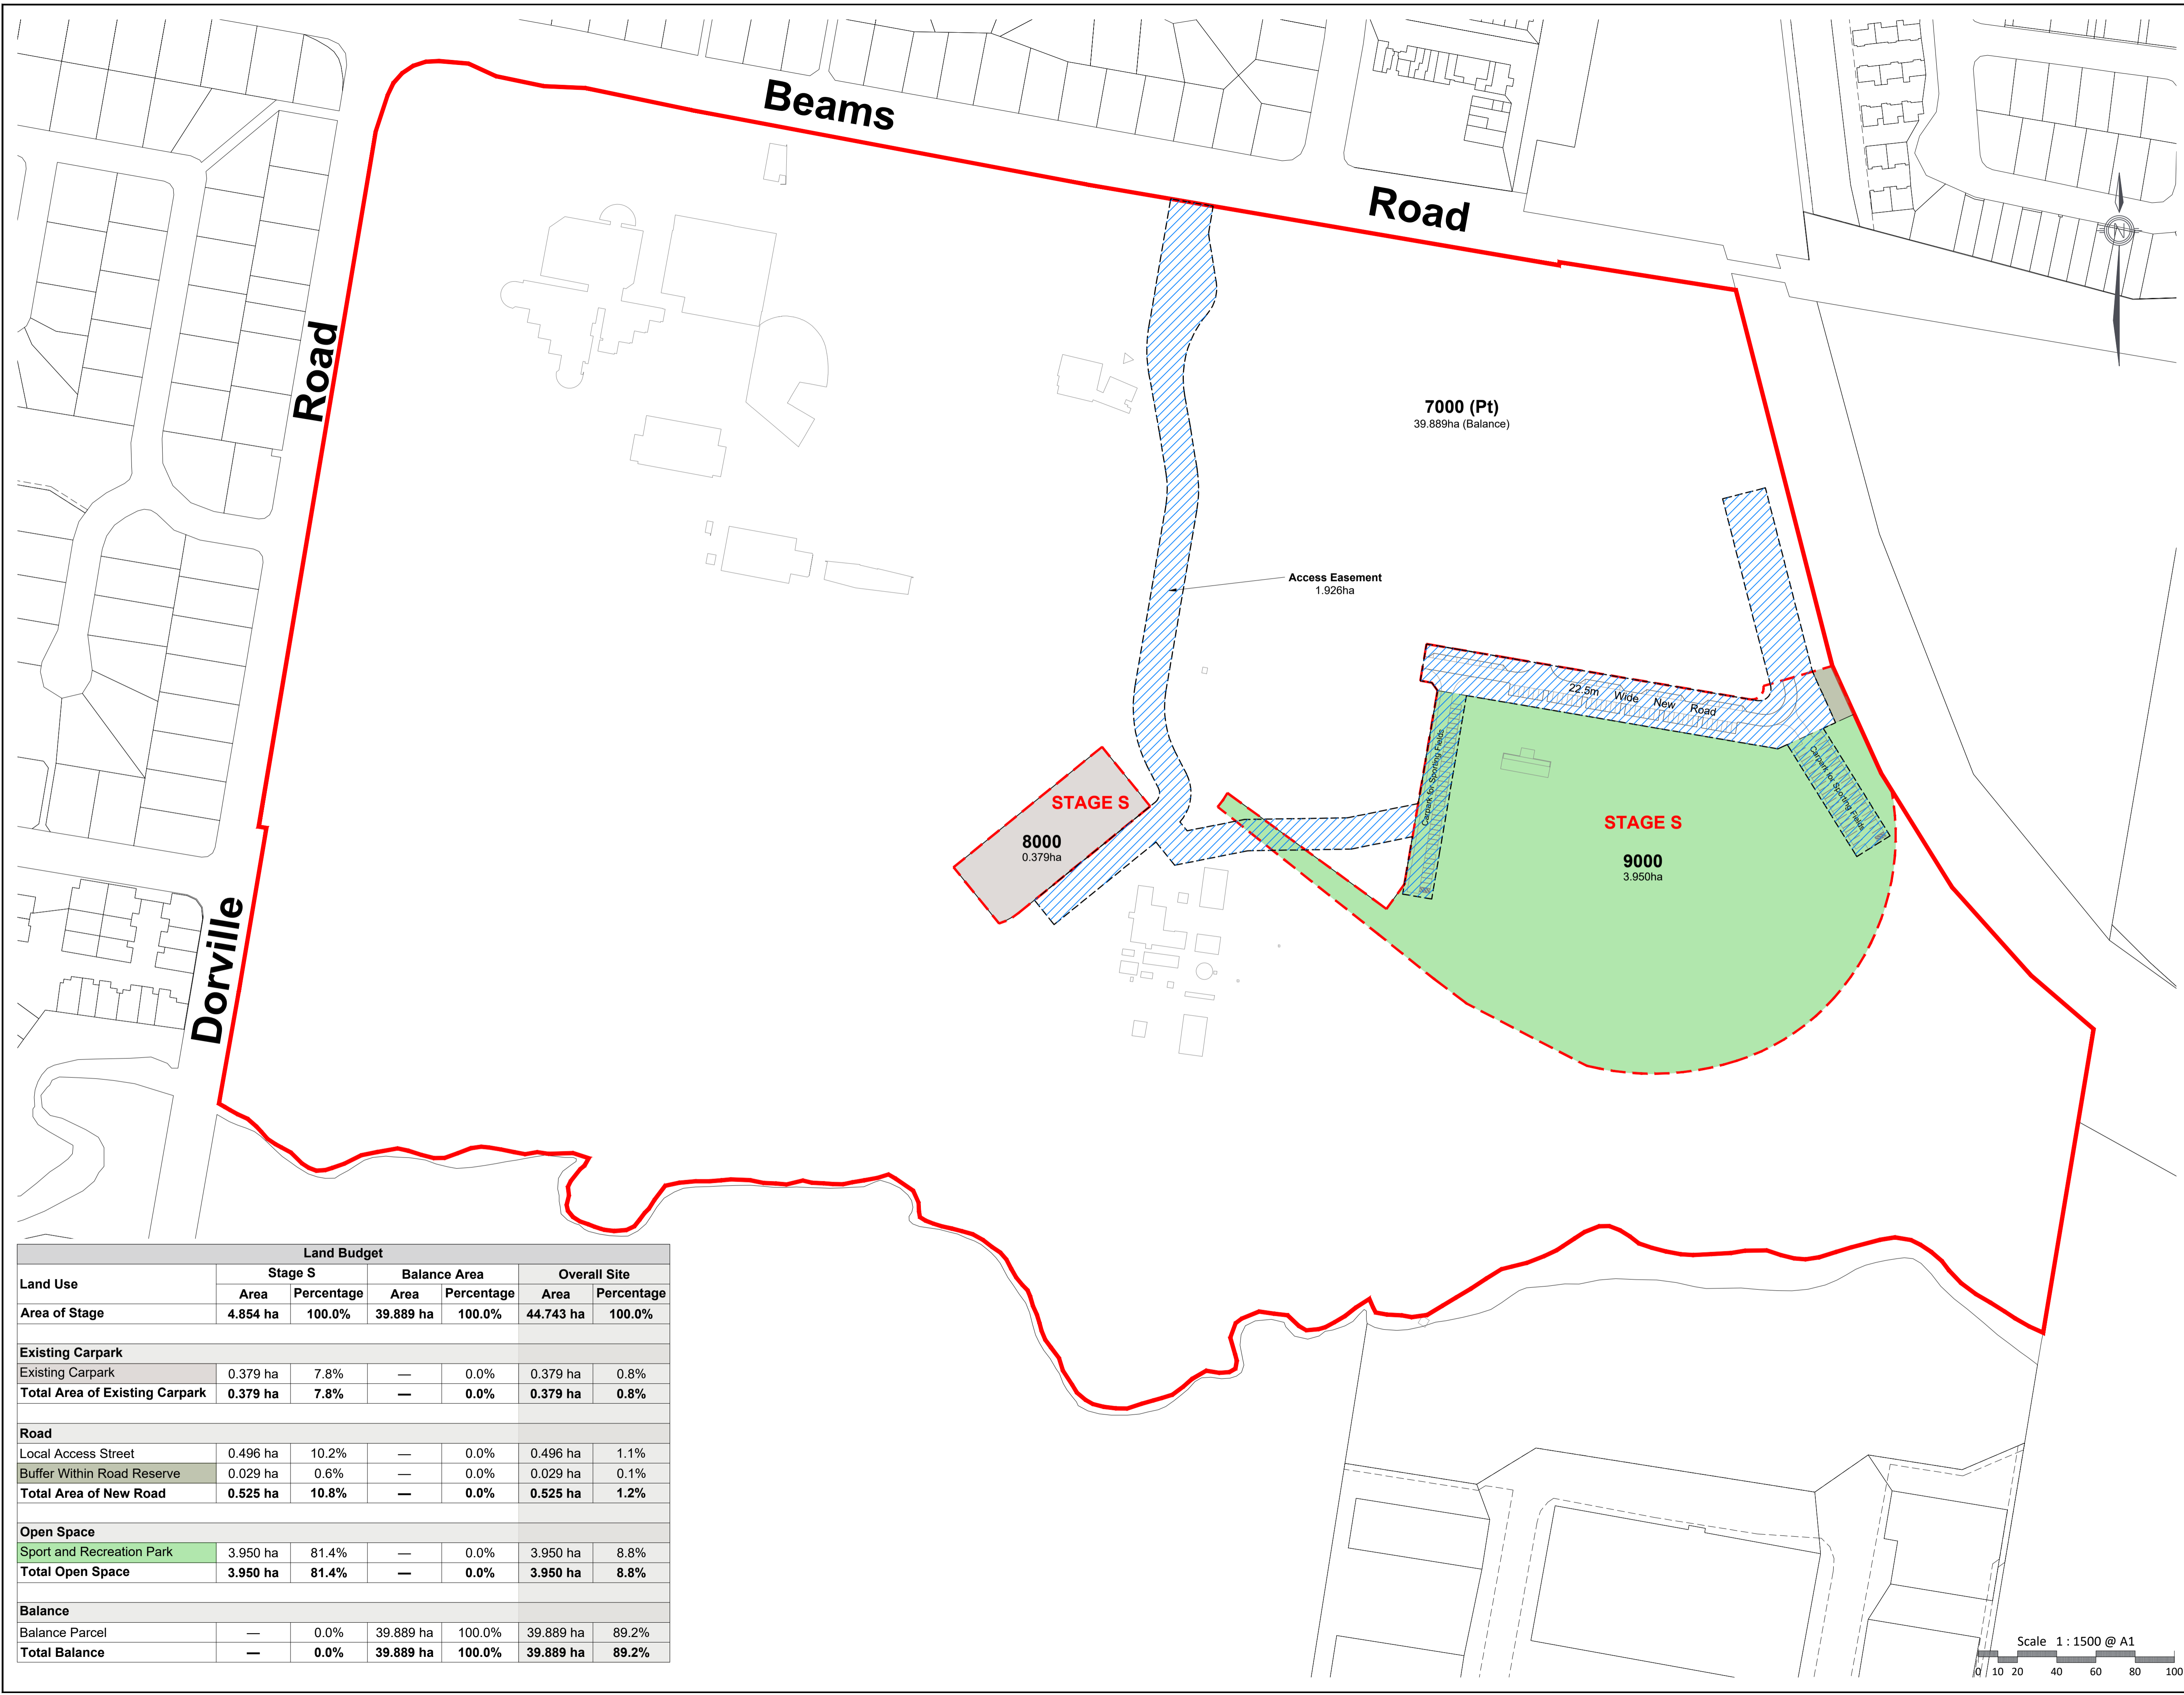 Beams
Road
Road
Dorville
N
7000 (Pt)
39.889ha (Balance)
Access Easement
1.926ha
22.5m Wide New Road
Carpark for Sporting Fields
Carpark for Sporting Fields
STAGE S
8000
0.379ha
STAGE S
9000
3.950ha
Land Budget
Land Use Stage S Balance Area Overall Site
Area Percentage Area Percentage Area Percentage
Area of Stage 4.854 ha 100.0% 39.889 ha 100.0% 44.743 ha 100.0%
Existing Carpark
Existing Carpark 0.379 ha 7.8% — 0.0% 0.379 ha 0.8%
Total Area of Existing Carpark 0.379 ha 7.8% — 0.0% 0.379 ha 0.8%
Road
Local Access Street 0.496 ha 10.2% — 0.0% 0.496 ha 1.1%
Buffer Within Road Reserve 0.029 ha 0.6% — 0.0% 0.029 ha 0.1%
Total Area of New Road 0.525 ha 10.8% — 0.0% 0.525 ha 1.2%
Open Space
Sport and Recreation Park 3.950 ha 81.4% — 0.0% 3.950 ha 8.8%
Total Open Space 3.950 ha 81.4% — 0.0% 3.950 ha 8.8%
Balance
Balance Parcel — 0.0% 39.889 ha 100.0% 39.889 ha 89.2%
Total Balance — 0.0% 39.889 ha 100.0% 39.889 ha 89.2%
Scale 1 : 1500 @ A1
0 10 20 40 60 80 100